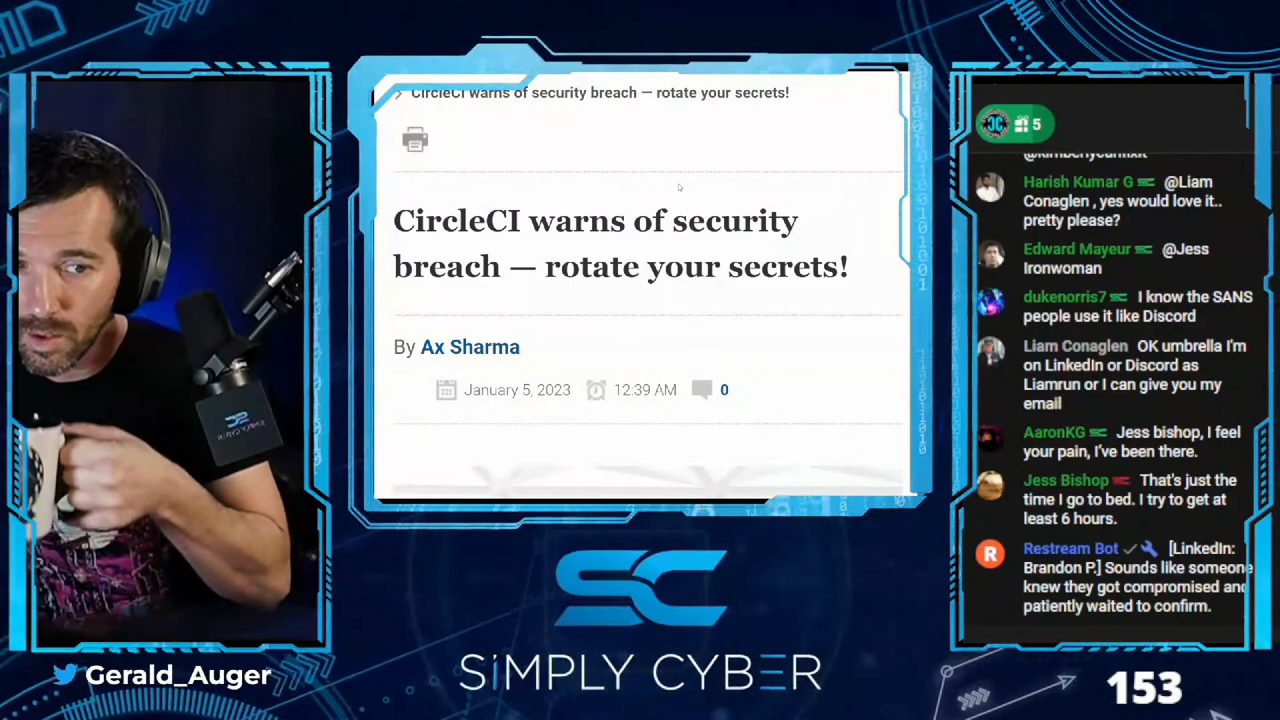 CircleCI warns of security breach — rotate your secrets!
CircleCI warns of security
breach — rotate your secrets!
By Ax Sharma
January 5, 2023 12:39 AM 0
5
@kimberlycanfixit
Harish Kumar G @Liam
Conaglen , yes would love it..
pretty please?
Edward Mayeur @Jess
Ironwoman
dukenorris7 I know the SANS
people use it like Discord
Liam Conaglen OK umbrella I'm
on LinkedIn or Discord as
Liamrun or I can give you my
email
AaronKG Jess bishop, I feel
your pain, I've been there.
Jess Bishop That's just the
time I go to bed. I try to get at
least 6 hours.
R
Restream Bot [LinkedIn:
Brandon P.] Sounds like someone
knew they got compromised and
patiently waited to confirm.
SIMPLY CYBER
SC
SIMPLY CYBER
Gerald_Auger
153